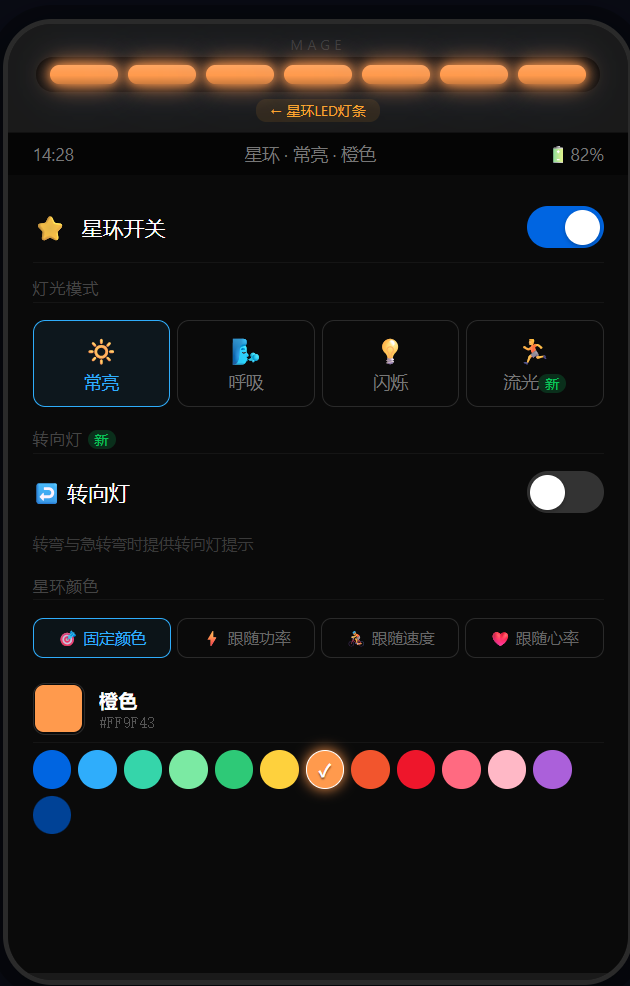 MAGE
← 星环LED灯条
14:28 星环 · 常亮 · 橙色 82%
星环开关
灯光模式
常亮 呼吸 闪烁 流光 新
转向灯 新
转向灯
转弯与急转弯时提供转向灯提示
星环颜色
固定颜色 跟随功率 跟随速度 跟随心率
橙色
#FF9F43